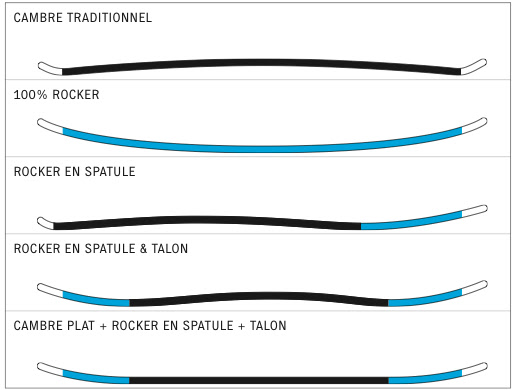 CAMBRE TRADITIONNEL
100% ROCKER
ROCKER EN SPATULE
ROCKER EN SPATULE & TALON
CAMBRE PLAT + ROCKER EN SPATULE + TALON